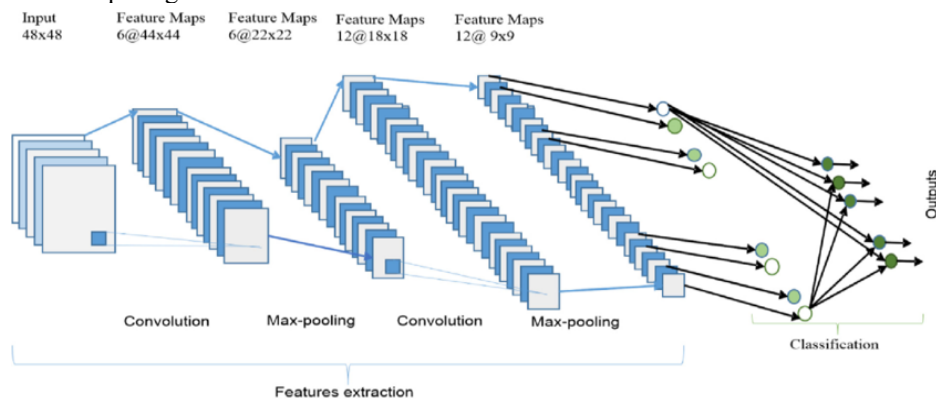 Input
48x48
Feature Maps
6@44x44
Feature Maps
6@22x22
Feature Maps
12@18x18
Feature Maps
12@ 9x9
Outputs
Convolution
Max-pooling
Convolution
Max-pooling
Classification
Features extraction